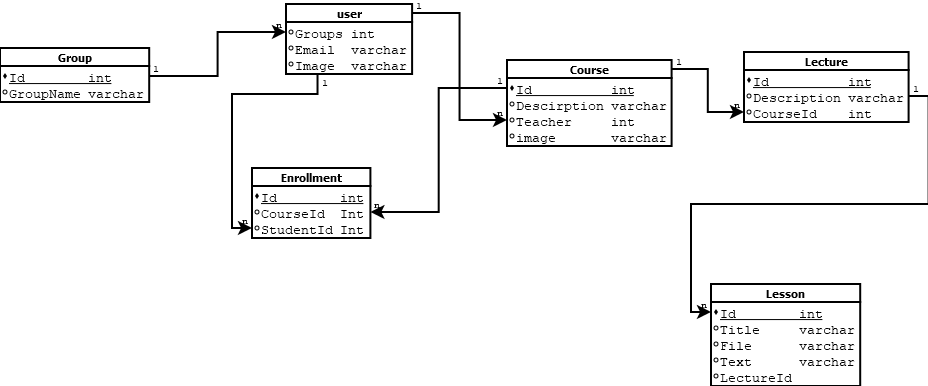 user
Groups int
Email varchar
Image varchar
1
n
1
1
Group
Id int
GroupName varchar
1
Course
Id int
Descirption varchar
Teacher int
image varchar
1
n
1
Lecture
Id int
Description varchar
CourseId int
n
1
Enrollment
Id int
CourseId Int
StudentId Int
n
n
Lesson
Id int
Title varchar
File varchar
Text varchar
LectureId
n